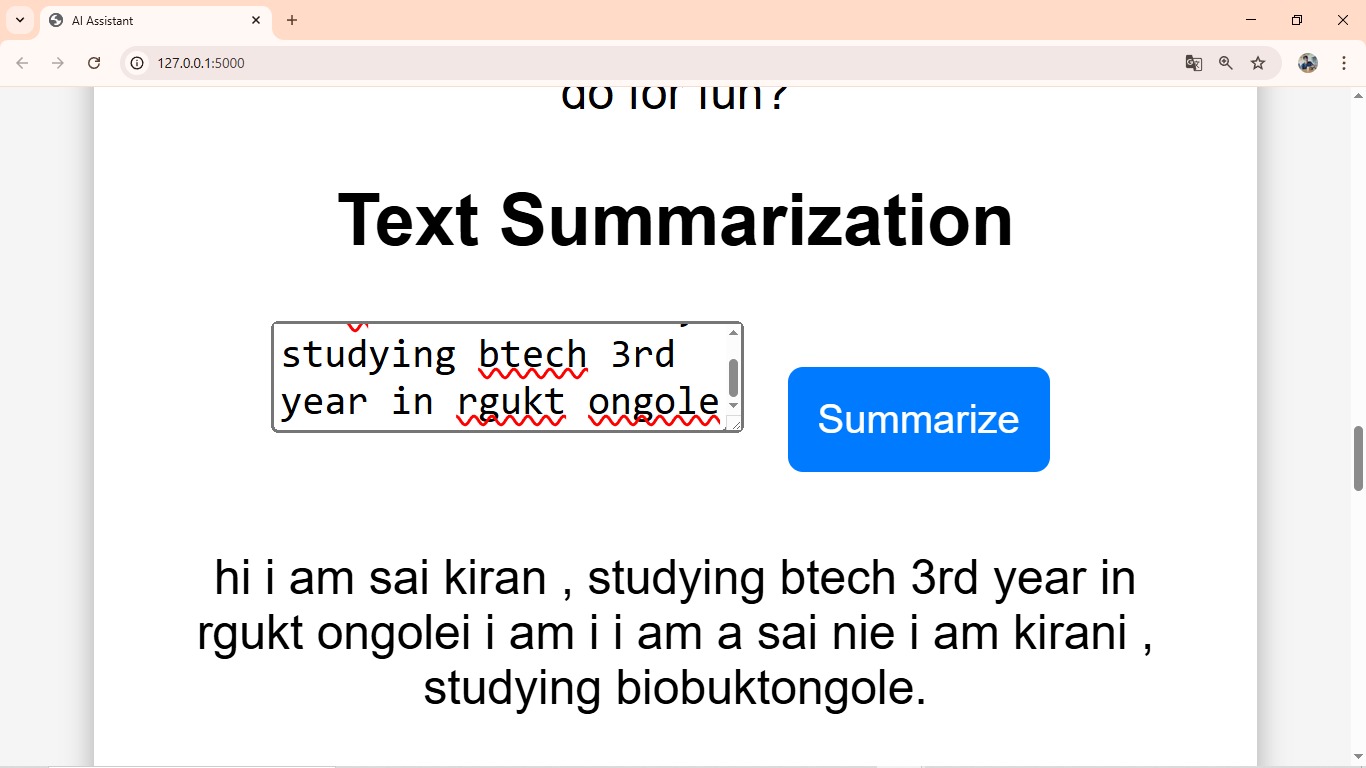 AI Assistant
127.0.0.1:5000
do for fun?
Text Summarization
studying btech 3rd
year in rgukt ongole
Summarize
hi i am sai kiran , studying btech 3rd year in
rgukt ongolei i am i i am a sai nie i am kirani ,
studying biobuktongole.